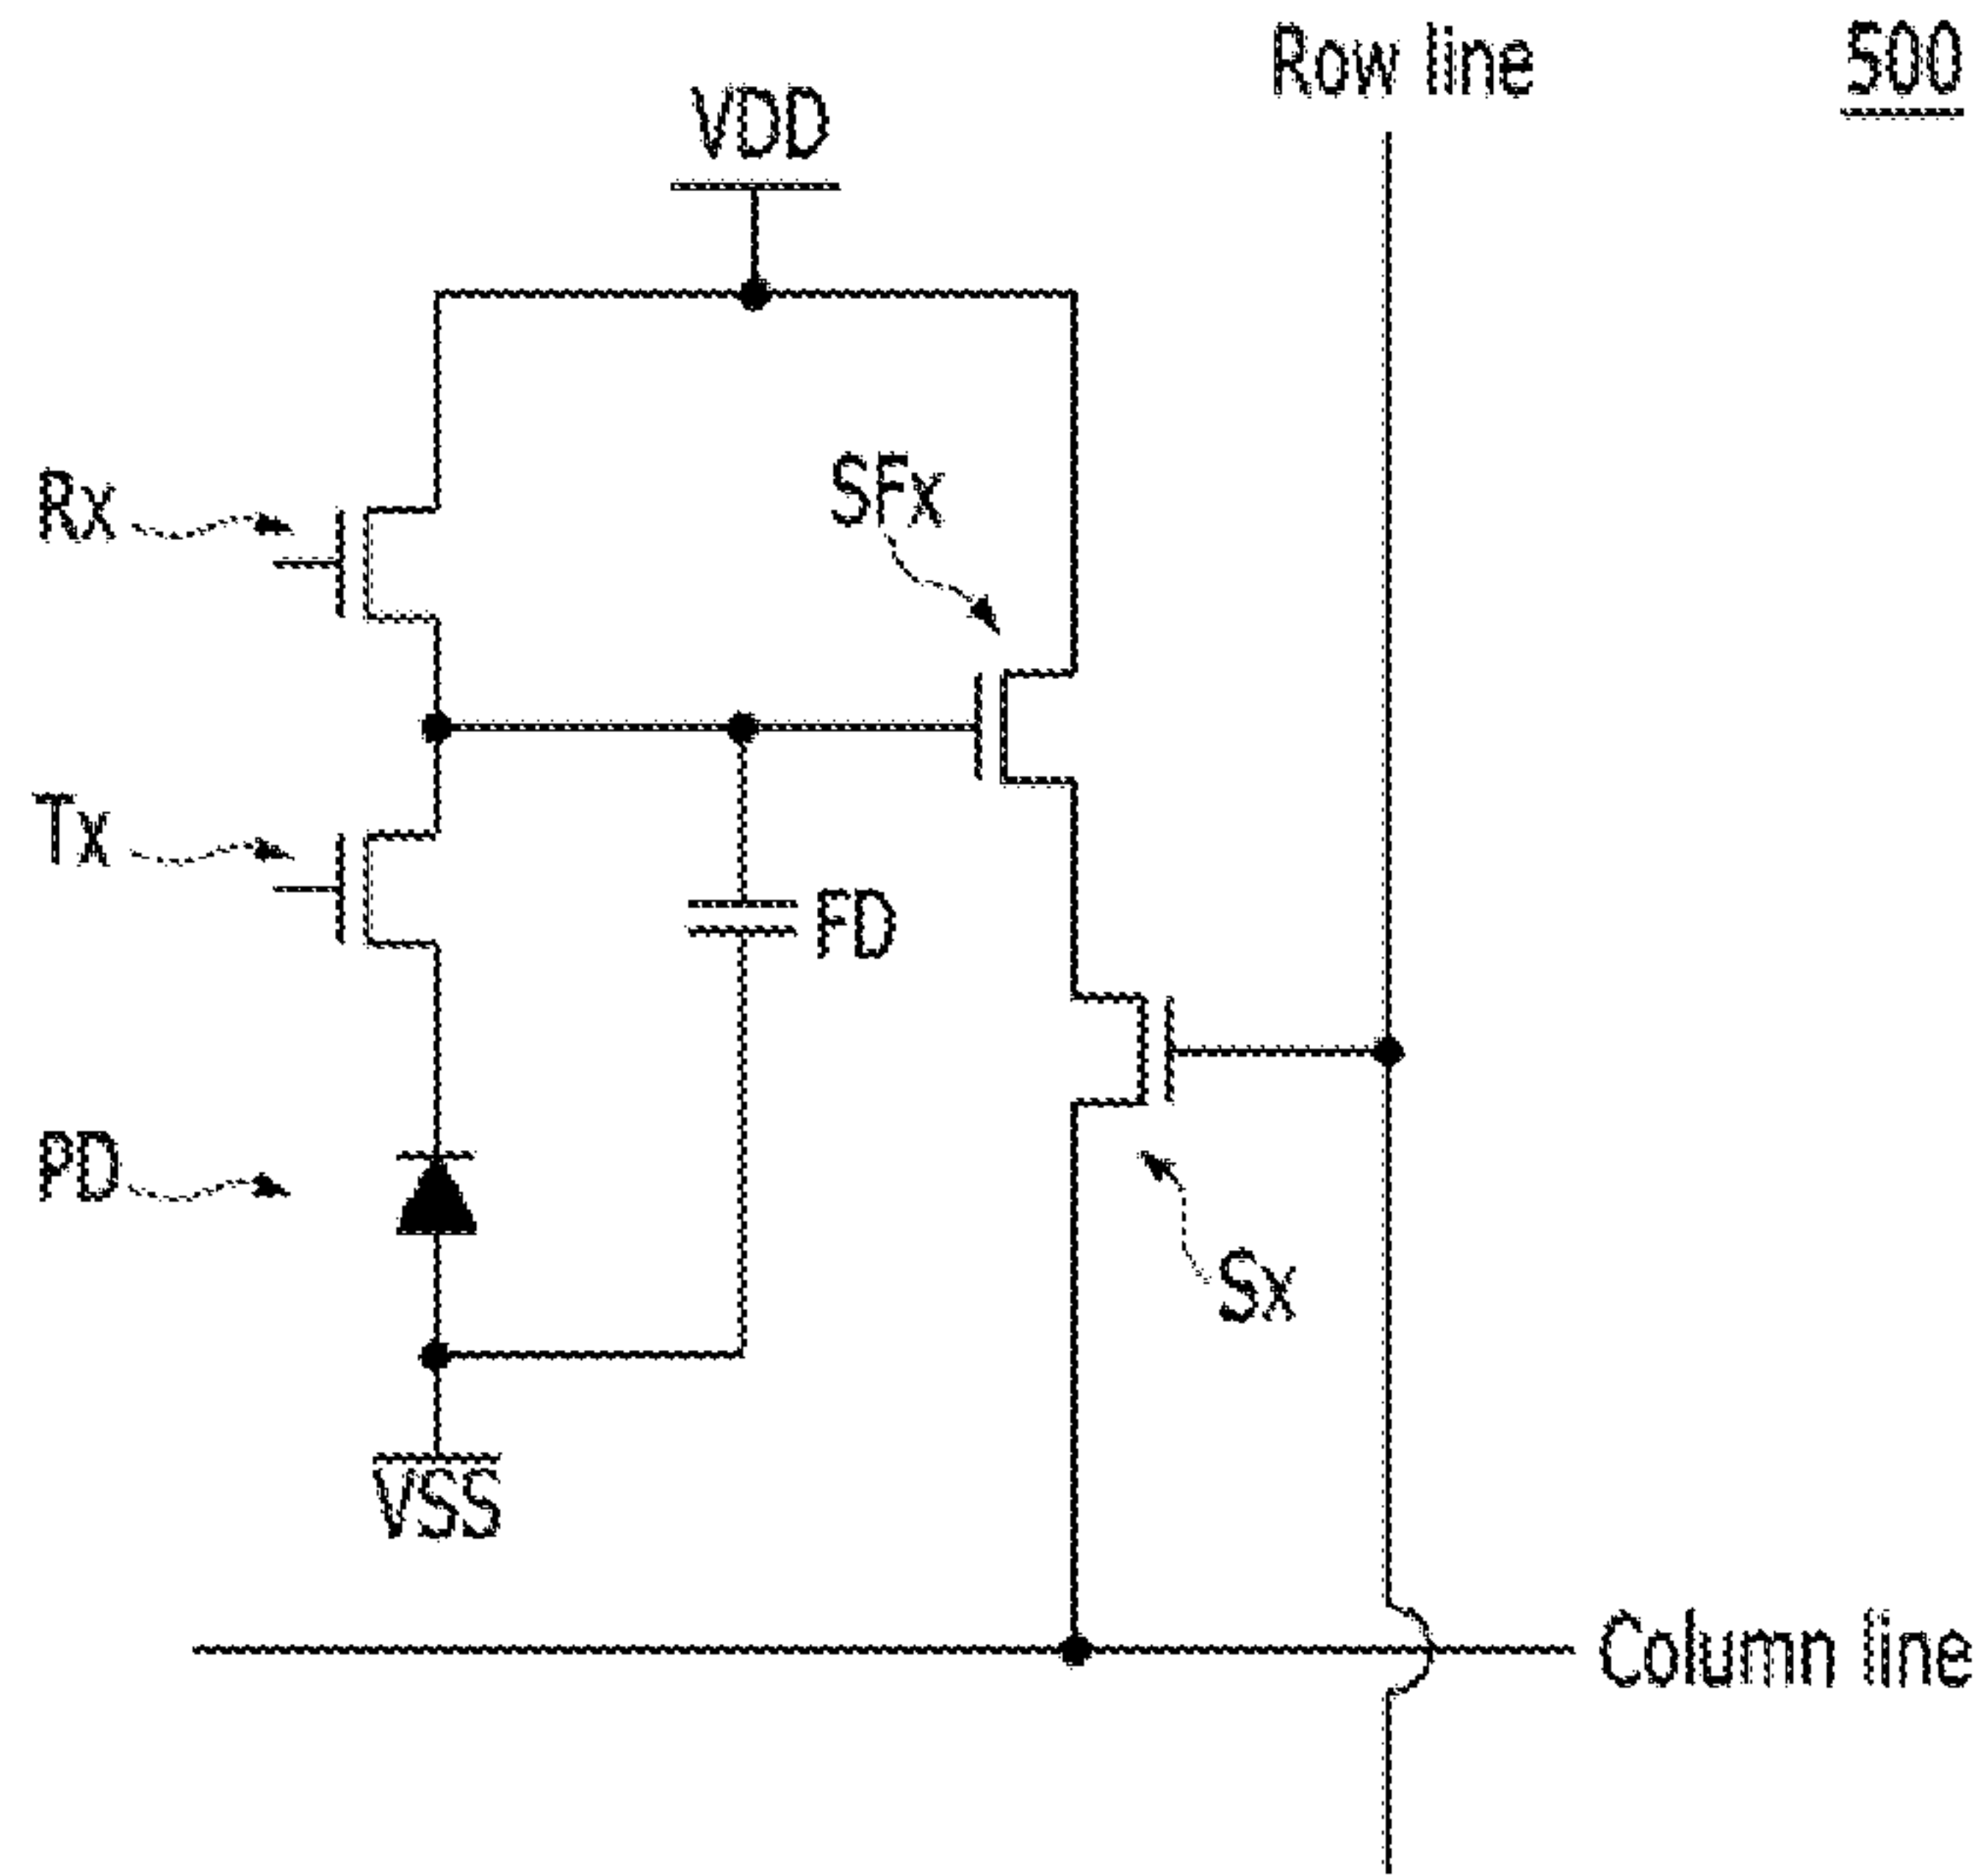 Row line
500
VDD
Rx
SFx
Tx
FD
PD
Sx
VSS
Column line